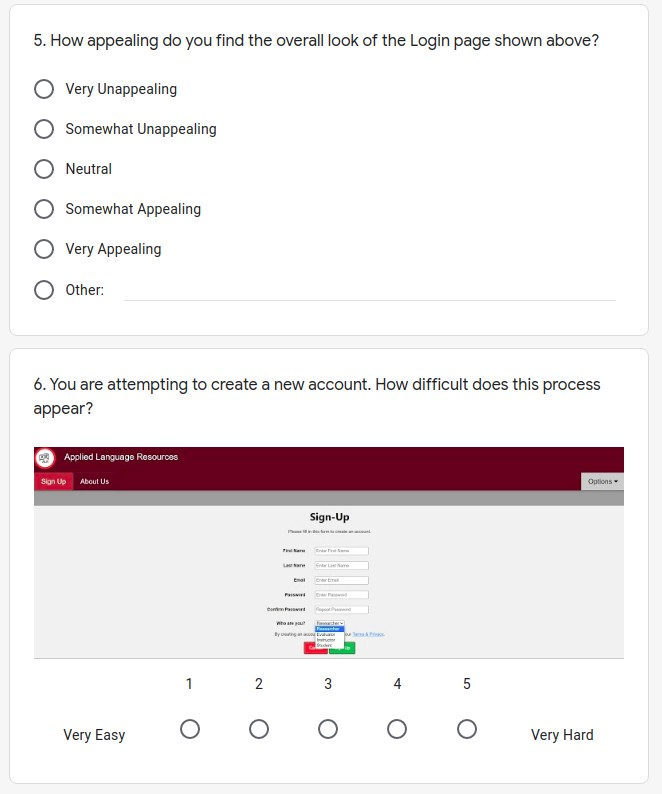 5. How appealing do you find the overall look of the Login page shown above?
Very Unappealing
Somewhat Unappealing
Neutral
Somewhat Appealing
Very Appealing
Other:
6. You are attempting to create a new account. How difficult does this process
appear?
Applied Language Resources
Sign Up About Us Options
Sign-Up
Please fill in this form to create an account
First Name Enter First Name
Last Name Enter Last Name
Email Enter Email
Password Enter Password
Confirm Password Repeat Password
Who are you? Researcher
Researcher
Evaluator
Instructor
Student
By creating an Terms & Privacy.
1 2 3 4 5
Very Easy Very Hard